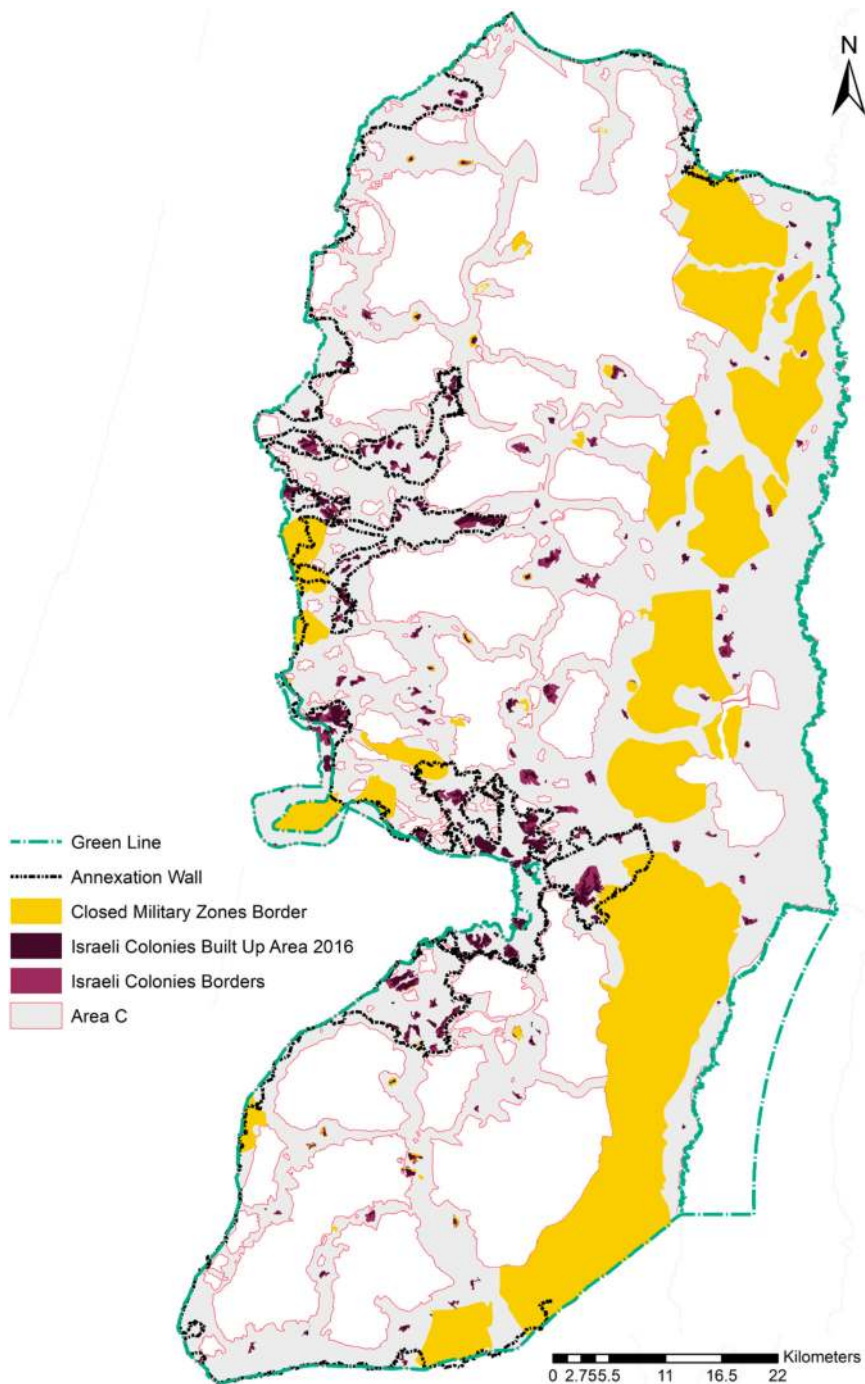 N
Green Line
Annexation Wall
Closed Military Zones Border
Israeli Colonies Built Up Area 2016
Israeli Colonies Borders
Area C
Kilometers
0 2.755.5 11 16.5 22